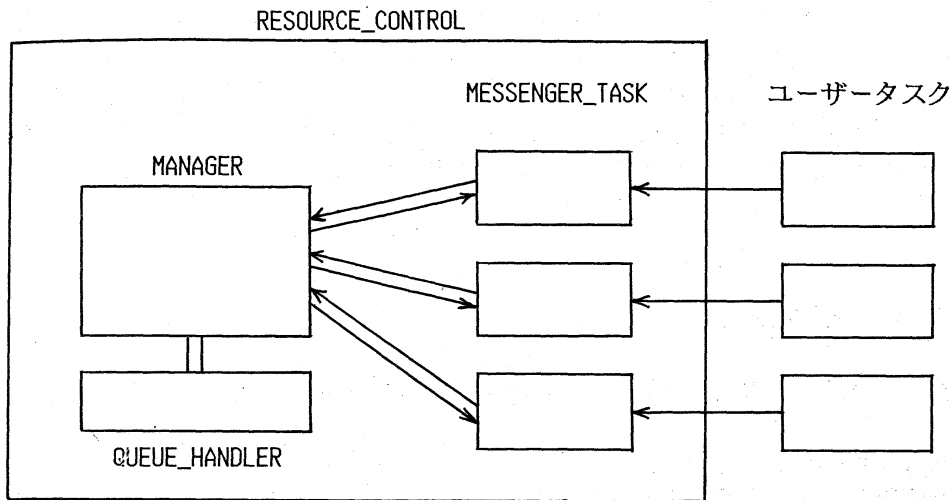 RESOURCE_CONTROL
MESSENGER_TASK
ユーザータスク
MANAGER
QUEUE_HANDLER